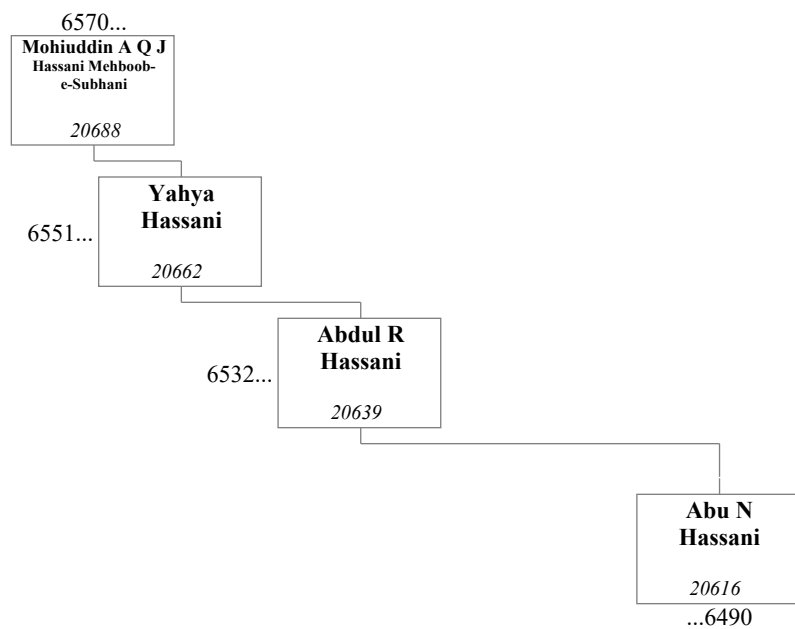 6570...
Mohiuddin A Q J
Hassani Mehboob-
e-Subhani
20688
Yahya
Hassani
6551...
20662
Abdul R
Hassani
6532...
20639
Abu N
Hassani
20616
...6490